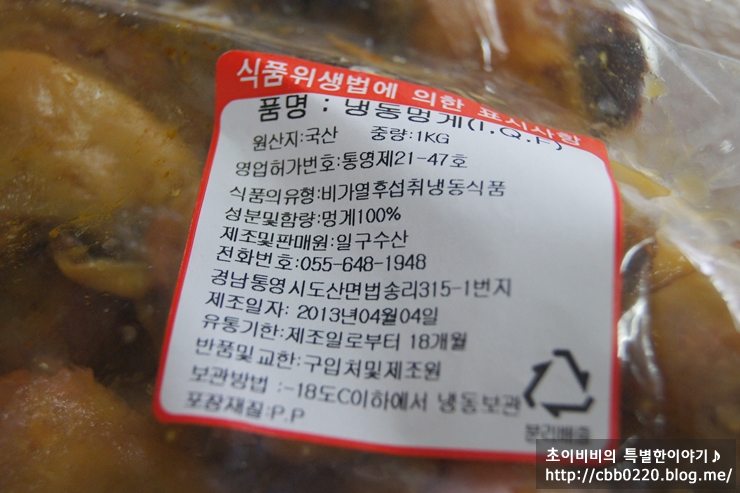 식품위생법에 의한 표시사항
품명 : 냉동멍게(I.Q.F)
원산지:국산 중량:1KG
영업허가번호:통영제21-47호
식품의유형:비가열후섭취냉동식품
성분및함량:멍게100%
제조및판매원:일구수산
전화번호:055-648-1948
경남통영시도산면법송리315-1번지
제조일자: 2013년04월04일
유통기한:제조일로부터 18개월
반품및교한:구입처및제조원
보관방법 :-18도C이하에서 냉동보관
포장재질:P.P
분리배출
초이비비의 특별한이야기♪
http://cbb0220.blog.me/